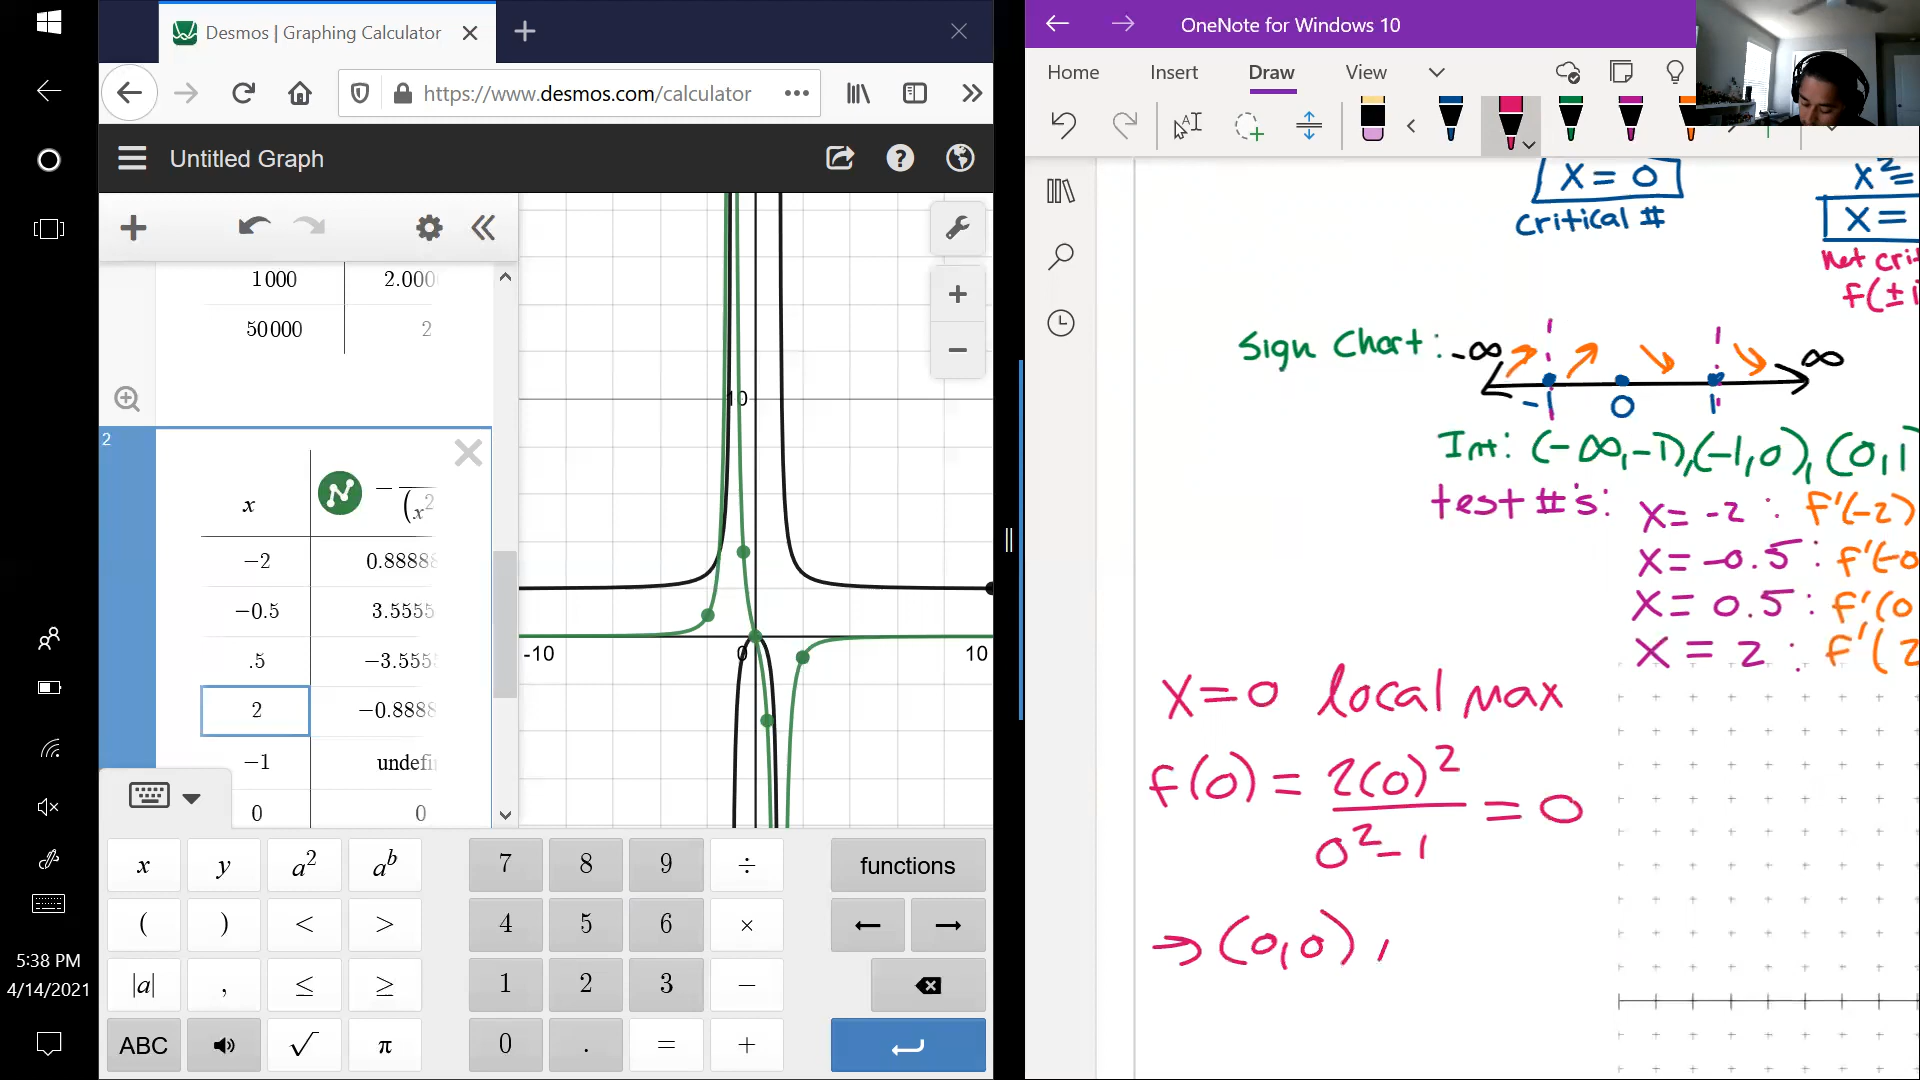 Desmos | Graphing Calculator
https://www.desmos.com/calculator
Untitled Graph
1000 2.000
50000 2
2
x
−2 0.8888
−0.5 3.5555
.5 −3.5555
2 −0.8888
−1 undefi
0 0
10
-10 0 10
x y a² aᵇ 7 8 9 ÷ functions
( ) < > 4 5 6 × ← →
|a| , ≤ ≥ 1 2 3 −
ABC √ π 0 . = +
5:38 PM
4/14/2021
OneNote for Windows 10
Home Insert Draw View
x = 0
critical #
x² =
x =
Not crit
f(±1
Sign Chart: -∞ ∞
-1 0 1
Int: (-∞,-1),(-1,0), (0,1)
test #'s: x = -2 : f'(-2)
x = -0.5 : f'(-0
x = 0.5 : f'(0
x = 2 : f'(2
x=0 local max
f(0) = 2(0)² / 0²-1 = 0
→ (0,0)